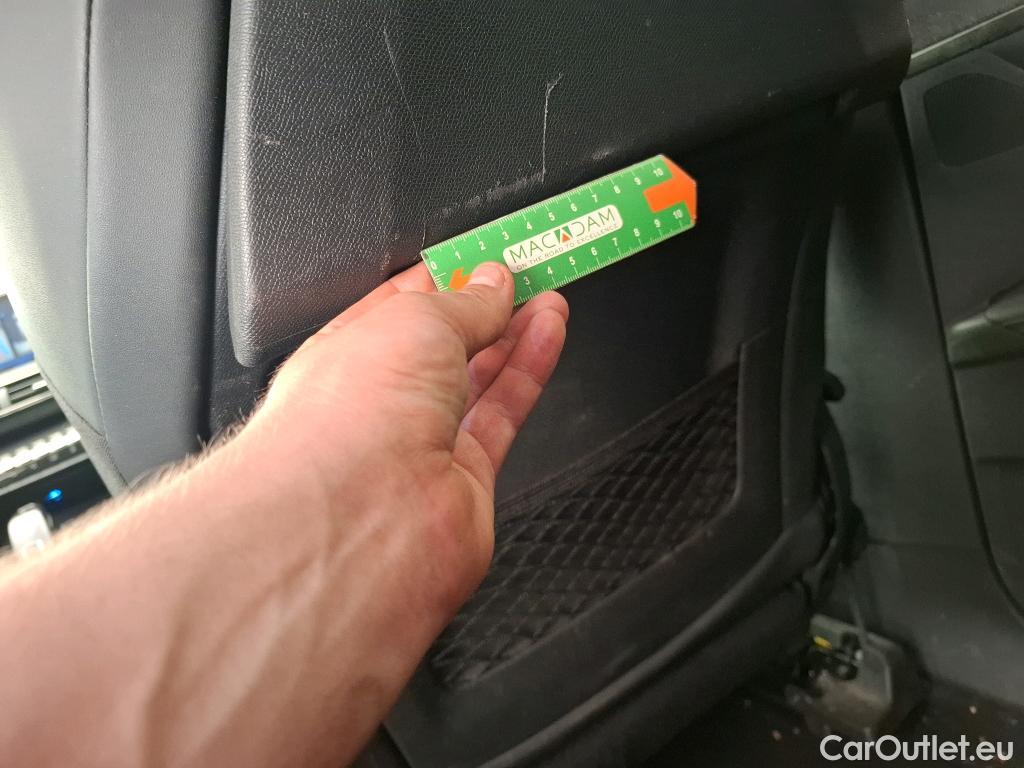 0 1 2 3 4 5 6 7 8 9 10
MACADAM
ON THE ROAD TO EXCELLENCE
3 4 5 6 7 8 9 10
CarOutlet.eu